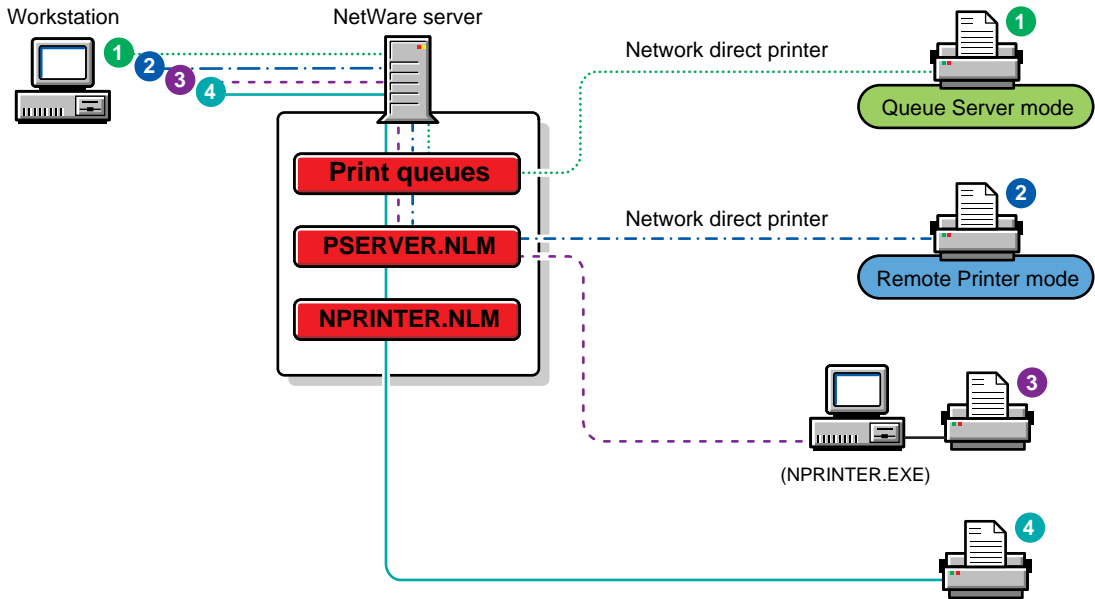 Workstation
NetWare server
1
2
3
4
Network direct printer
1
Queue Server mode
Print queues
PSERVER.NLM
NPRINTER.NLM
Network direct printer
2
Remote Printer mode
3
(NPRINTER.EXE)
4